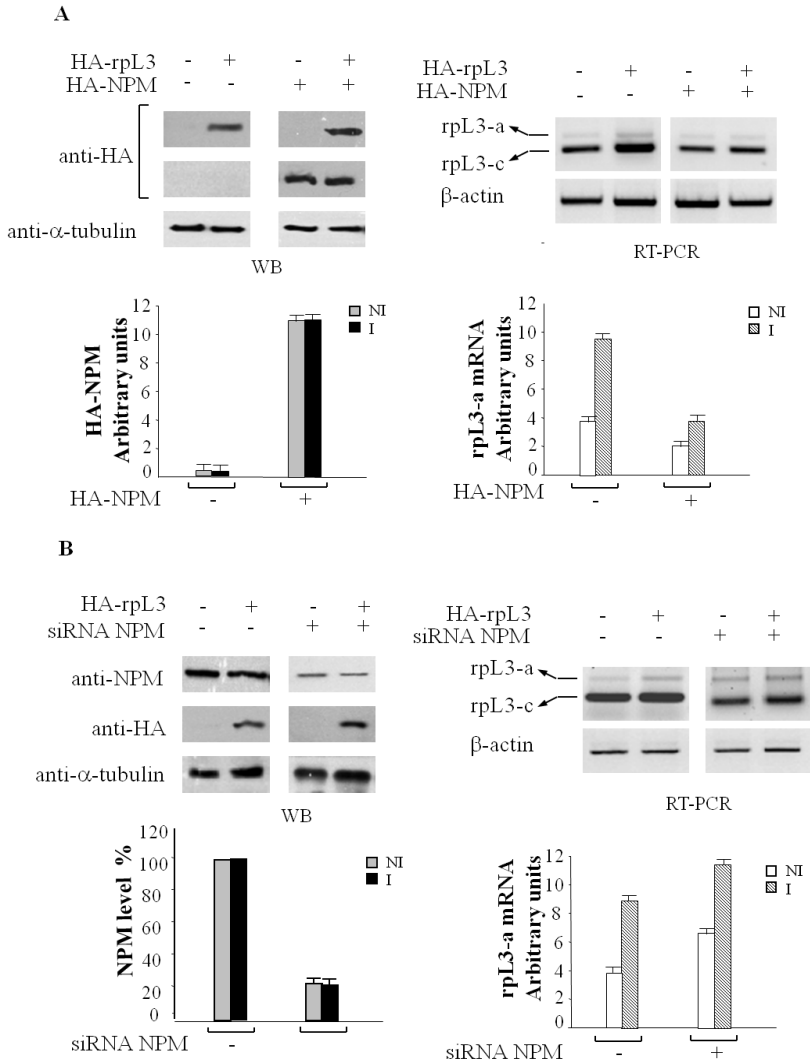 A
HA-rpL3 - + - +
HA-NPM - - + +
anti-HA
anti-α-tubulin
WB
HA-rpL3 - + - +
HA-NPM - - + +
rpL3-a
rpL3-c
β-actin
RT-PCR
HA-NPM
Arbitrary units
12
10
8
6
4
2
0
NI
I
HA-NPM - +
rpL3-a mRNA
Arbitrary units
12
10
8
6
4
2
0
NI
I
HA-NPM - +
B
HA-rpL3 - + - +
siRNA NPM - - + +
anti-NPM
anti-HA
anti-α-tubulin
WB
HA-rpL3 - + - +
siRNA NPM - - + +
rpL3-a
rpL3-c
β-actin
RT-PCR
NPM level %
120
100
80
60
40
20
0
NI
I
siRNA NPM -
rpL3-a mRNA
Arbitrary units
12
10
8
6
4
2
0
NI
I
siRNA NPM - +